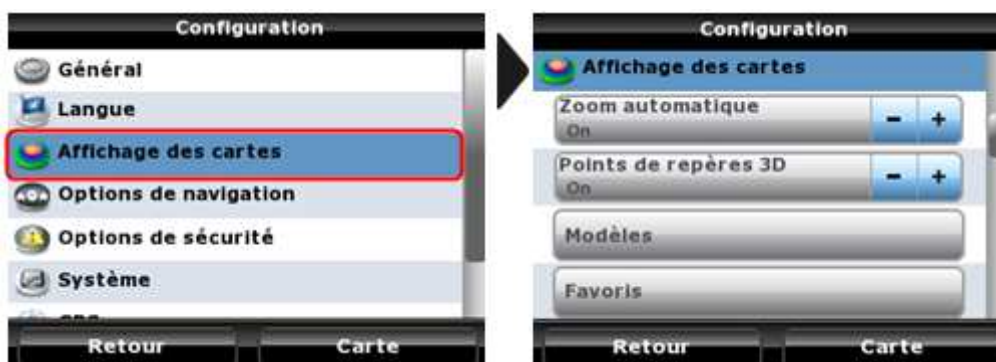 Configuration
Général
Langue
Affichage des cartes
Options de navigation
Options de sécurité
Système
Retour
Carte
Configuration
Affichage des cartes
Zoom automatique
On
- +
Points de repères 3D
On
- +
Modèles
Favoris
Retour
Carte